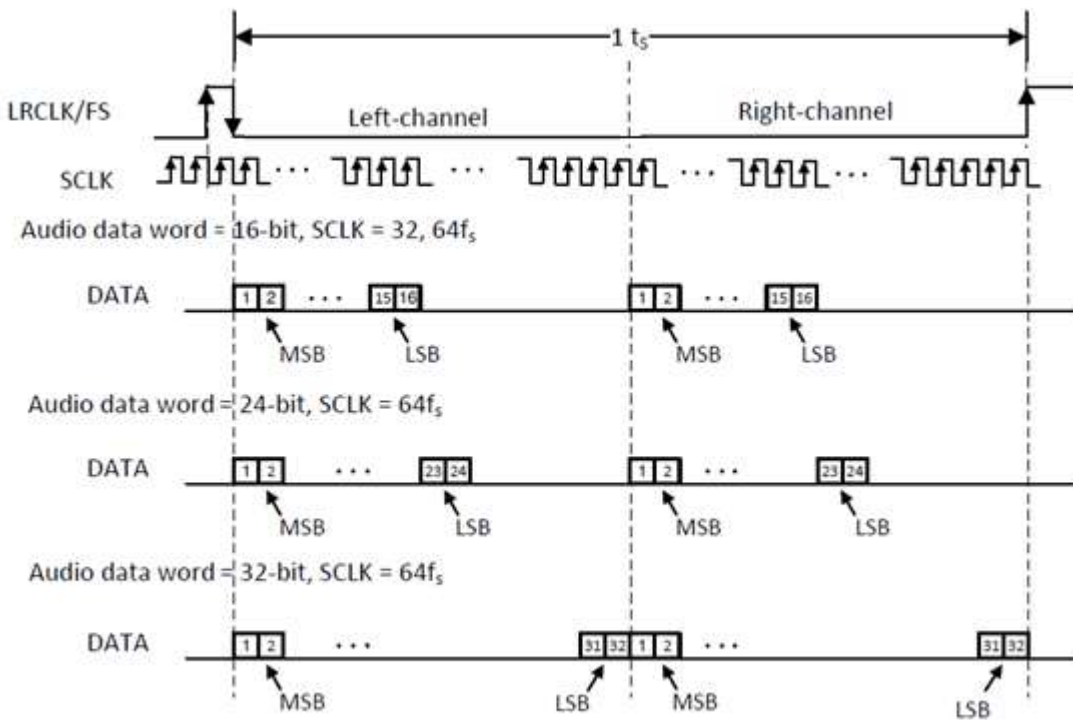 1 tₛ
LRCLK/FS Left-channel Right-channel
SCLK ··· ··· ··· ···
Audio data word = 16-bit, SCLK = 32, 64fₛ
DATA 1 2 ··· 15 16 1 2 ··· 15 16
MSB LSB MSB LSB
Audio data word = 24-bit, SCLK = 64fₛ
DATA 1 2 ··· 23 24 1 2 ··· 23 24
MSB LSB MSB LSB
Audio data word = 32-bit, SCLK = 64fₛ
DATA 1 2 ··· 31 32 1 2 ··· 31 32
MSB LSB MSB LSB